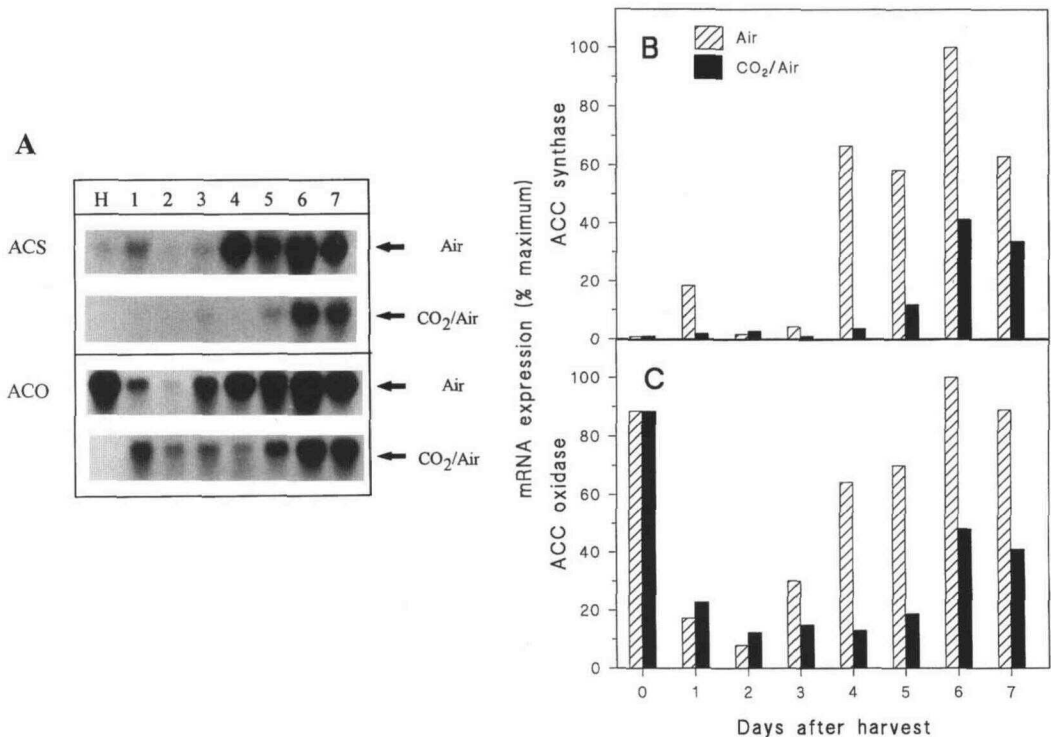 A
H 1 2 3 4 5 6 7
ACS
Air
CO2/Air
ACO
Air
CO2/Air
mRNA expression (% maximum)
B
Air
CO2/Air
ACC synthase
100
80
60
40
20
0
C
ACC oxidase
100
80
60
40
20
0
0 1 2 3 4 5 6 7
Days after harvest